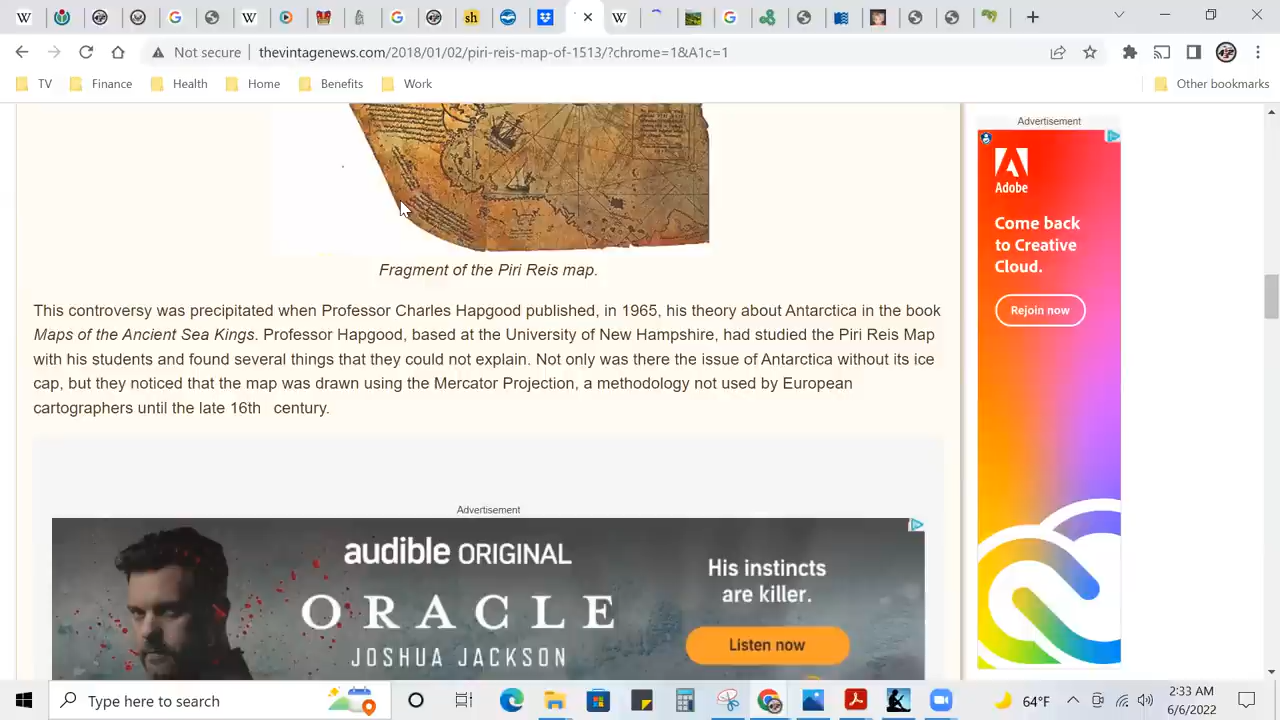 Not secure
thevintagenews.com/2018/01/02/piri-reis-map-of-1513/?chrome=1&A1c=1
TV
Finance
Health
Home
Benefits
Work
Other bookmarks
Advertisement
Adobe
Come back
to Creative
Cloud.
Rejoin now
Fragment of the Piri Reis map.
This controversy was precipitated when Professor Charles Hapgood published, in 1965, his theory about Antarctica in the book
Maps of the Ancient Sea Kings. Professor Hapgood, based at the University of New Hampshire, had studied the Piri Reis Map
with his students and found several things that they could not explain. Not only was there the issue of Antarctica without its ice
cap, but they noticed that the map was drawn using the Mercator Projection, a methodology not used by European
cartographers until the late 16th century.
Advertisement
audible ORIGINAL
ORACLE
JOSHUA JACKSON
His instincts
are killer.
Listen now
Type here to search
64°F
2:33 AM
6/6/2022